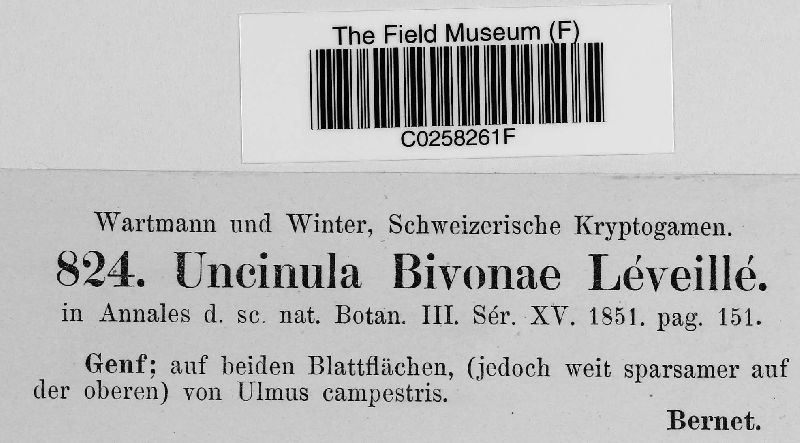 The Field Museum (F)
C0258261F
Wartmann und Winter, Schweizerische Kryptogamen.
824. Uncinula Bivonae Léveillé.
in Annales d. sc. nat. Botan. III. Sér. XV. 1851. pag. 151.
Genf; auf beiden Blattflächen, (jedoch weit sparsamer auf
der oberen) von Ulmus campestris.
Bernet.